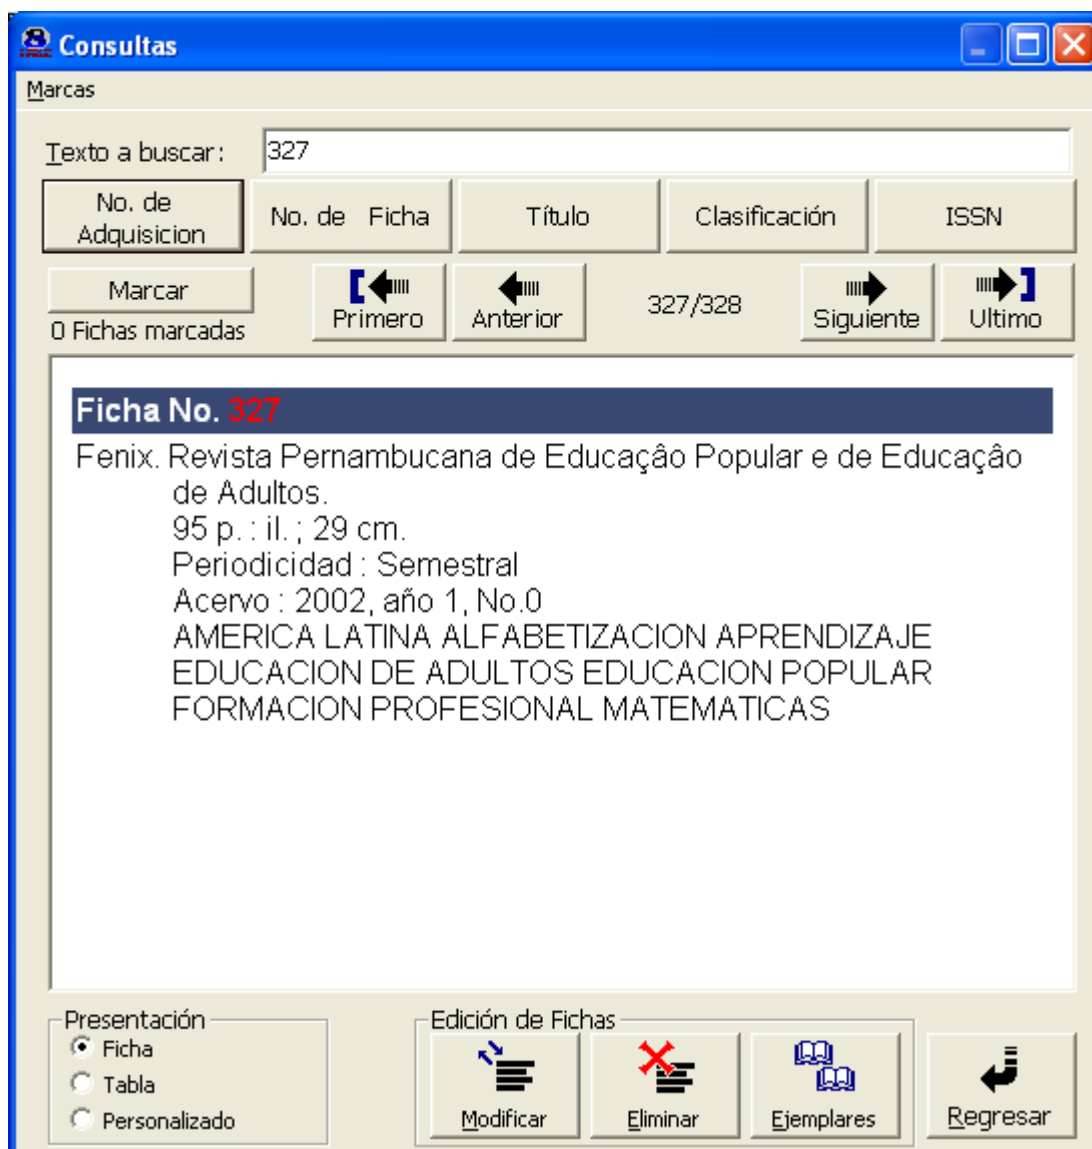 Consultas
Marcas
Texto a buscar: 327
No. de Adquisicion
No. de Ficha
Título
Clasificación
ISSN
Marcar
0 Fichas marcadas
Primero
Anterior
327/328
Siguiente
Ultimo
Ficha No. 327
Fenix. Revista Pernambucana de Educaçâo Popular e de Educaçâo
de Adultos.
95 p. : il. ; 29 cm.
Periodicidad : Semestral
Acervo : 2002, año 1, No.0
AMERICA LATINA ALFABETIZACION APRENDIZAJE
EDUCACION DE ADULTOS EDUCACION POPULAR
FORMACION PROFESIONAL MATEMATICAS
Presentación
Ficha
Tabla
Personalizado
Edición de Fichas
Modificar
Eliminar
Ejemplares
Regresar